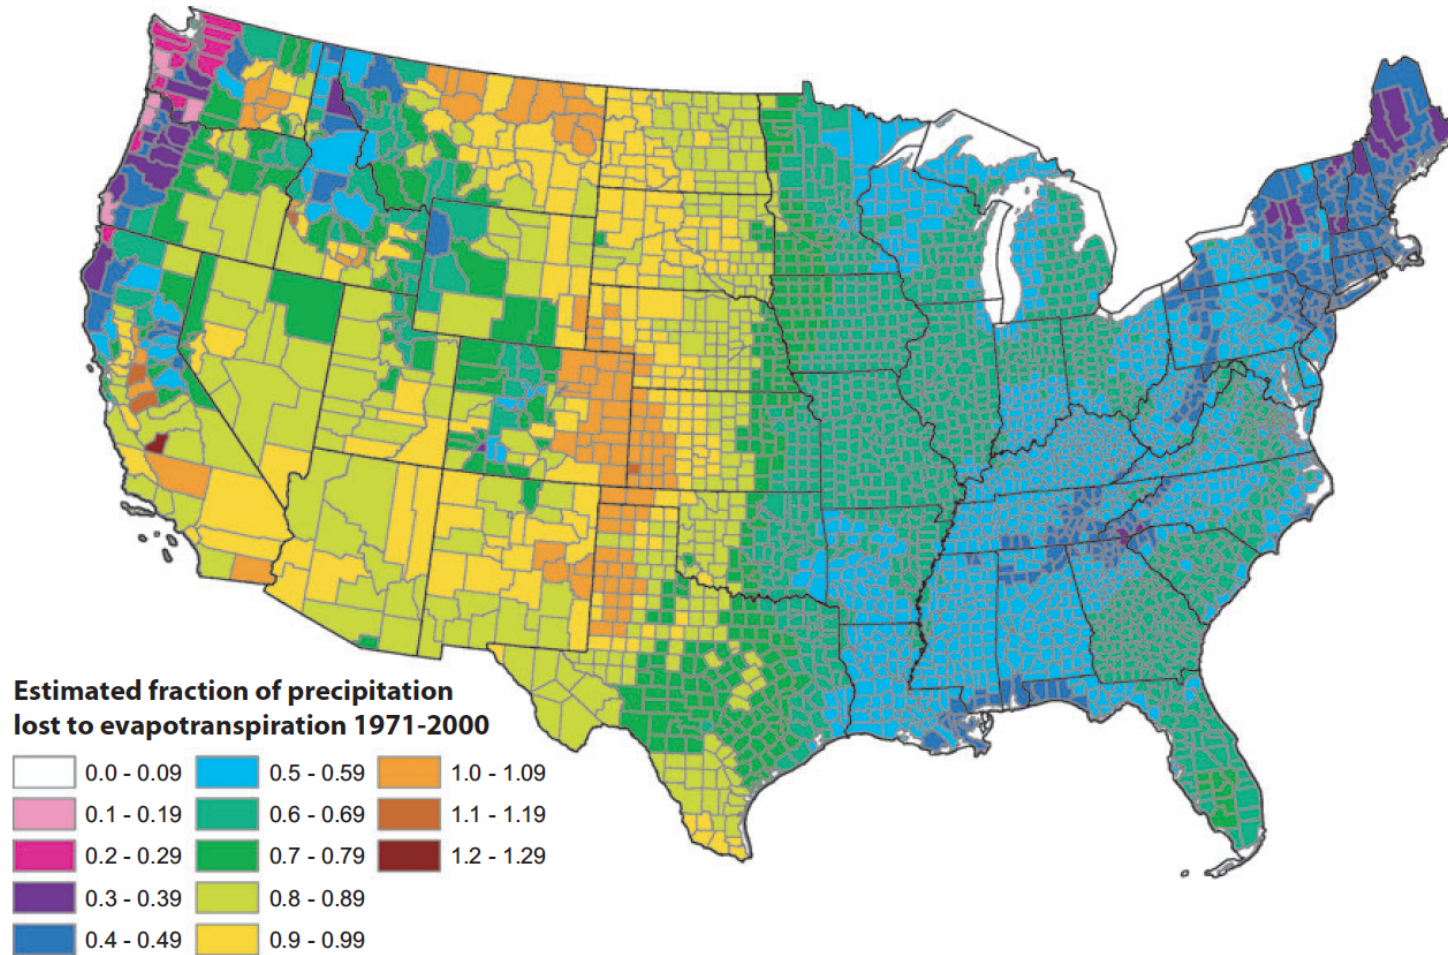 Estimated fraction of precipitation
lost to evapotranspiration 1971-2000
0.0 - 0.09
0.1 - 0.19
0.2 - 0.29
0.3 - 0.39
0.4 - 0.49
0.5 - 0.59
0.6 - 0.69
0.7 - 0.79
0.8 - 0.89
0.9 - 0.99
1.0 - 1.09
1.1 - 1.19
1.2 - 1.29